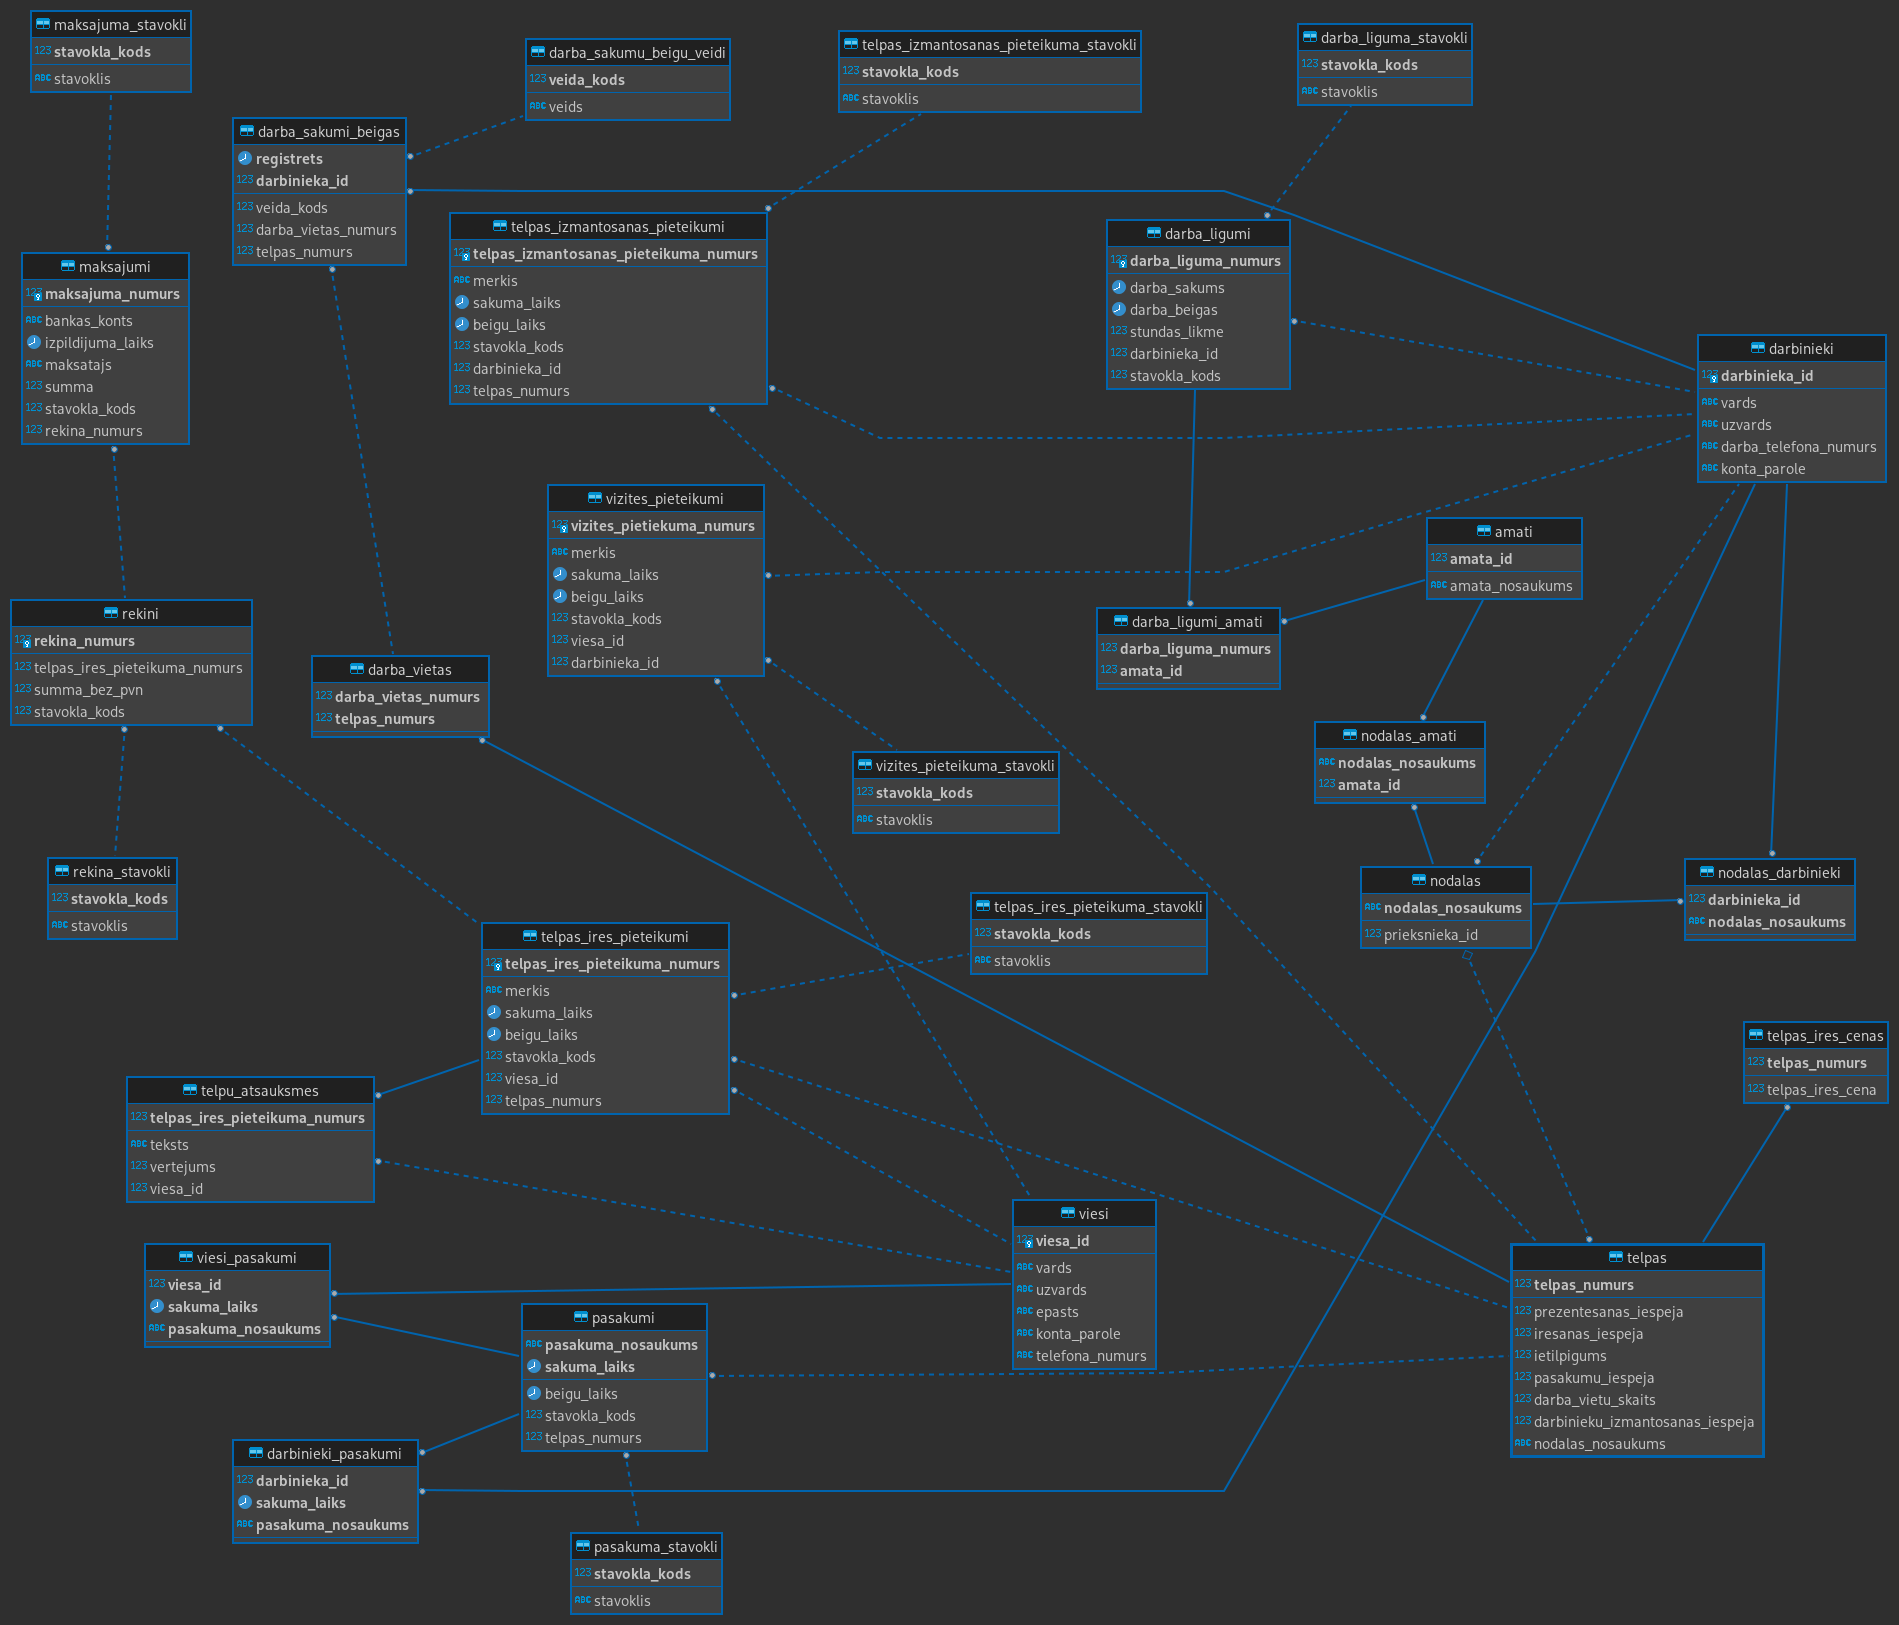 maksajuma_stavokli
123 stavokla_kods
ABC stavoklis
darba_sakumu_beigu_veidi
123 veida_kods
ABC veids
telpas_izmantosanas_pieteikuma_stavokli
123 stavokla_kods
ABC stavoklis
darba_liguma_stavokli
123 stavokla_kods
ABC stavoklis
darba_sakumi_beigas
registrets
123 darbinieka_id
123 veida_kods
123 darba_vietas_numurs
123 telpas_numurs
telpas_izmantosanas_pieteikumi
123 telpas_izmantosanas_pieteikuma_numurs
ABC merkis
sakuma_laiks
beigu_laiks
123 stavokla_kods
123 darbinieka_id
123 telpas_numurs
darba_ligumi
123 darba_liguma_numurs
darba_sakums
darba_beigas
123 stundas_likme
123 darbinieka_id
123 stavokla_kods
maksajumi
123 maksajuma_numurs
ABC bankas_konts
izpildijuma_laiks
ABC maksatajs
123 summa
123 stavokla_kods
123 rekina_numurs
darbinieki
123 darbinieka_id
ABC vards
ABC uzvards
ABC darba_telefona_numurs
ABC konta_parole
vizites_pieteikumi
123 vizites_pietiekuma_numurs
ABC merkis
sakuma_laiks
beigu_laiks
123 stavokla_kods
123 viesa_id
123 darbinieka_id
amati
123 amata_id
ABC amata_nosaukums
rekini
123 rekina_numurs
123 telpas_ires_pieteikuma_numurs
123 summa_bez_pvn
123 stavokla_kods
darba_ligumi_amati
123 darba_liguma_numurs
123 amata_id
darba_vietas
123 darba_vietas_numurs
123 telpas_numurs
nodalas_amati
ABC nodalas_nosaukums
123 amata_id
vizites_pieteikuma_stavokli
123 stavokla_kods
ABC stavoklis
rekina_stavokli
123 stavokla_kods
ABC stavoklis
nodalas
ABC nodalas_nosaukums
123 prieksnieka_id
nodalas_darbinieki
123 darbinieka_id
ABC nodalas_nosaukums
telpas_ires_pieteikuma_stavokli
123 stavokla_kods
ABC stavoklis
telpas_ires_pieteikumi
123 telpas_ires_pieteikuma_numurs
ABC merkis
sakuma_laiks
beigu_laiks
123 stavokla_kods
123 viesa_id
123 telpas_numurs
telpas_ires_cenas
123 telpas_numurs
123 telpas_ires_cena
telpu_atsauksmes
123 telpas_ires_pieteikuma_numurs
ABC teksts
123 vertejums
123 viesa_id
viesi
123 viesa_id
ABC vards
ABC uzvards
ABC epasts
ABC konta_parole
ABC telefona_numurs
viesi_pasakumi
123 viesa_id
sakuma_laiks
ABC pasakuma_nosaukums
telpas
123 telpas_numurs
123 prezentesanas_iespeja
123 iresanas_iespeja
123 ietilpigums
123 pasakumu_iespeja
123 darba_vietu_skaits
123 darbinieku_izmantosanas_iespeja
ABC nodalas_nosaukums
pasakumi
ABC pasakuma_nosaukums
sakuma_laiks
beigu_laiks
123 stavokla_kods
123 telpas_numurs
darbinieki_pasakumi
123 darbinieka_id
sakuma_laiks
ABC pasakuma_nosaukums
pasakuma_stavokli
123 stavokla_kods
ABC stavoklis